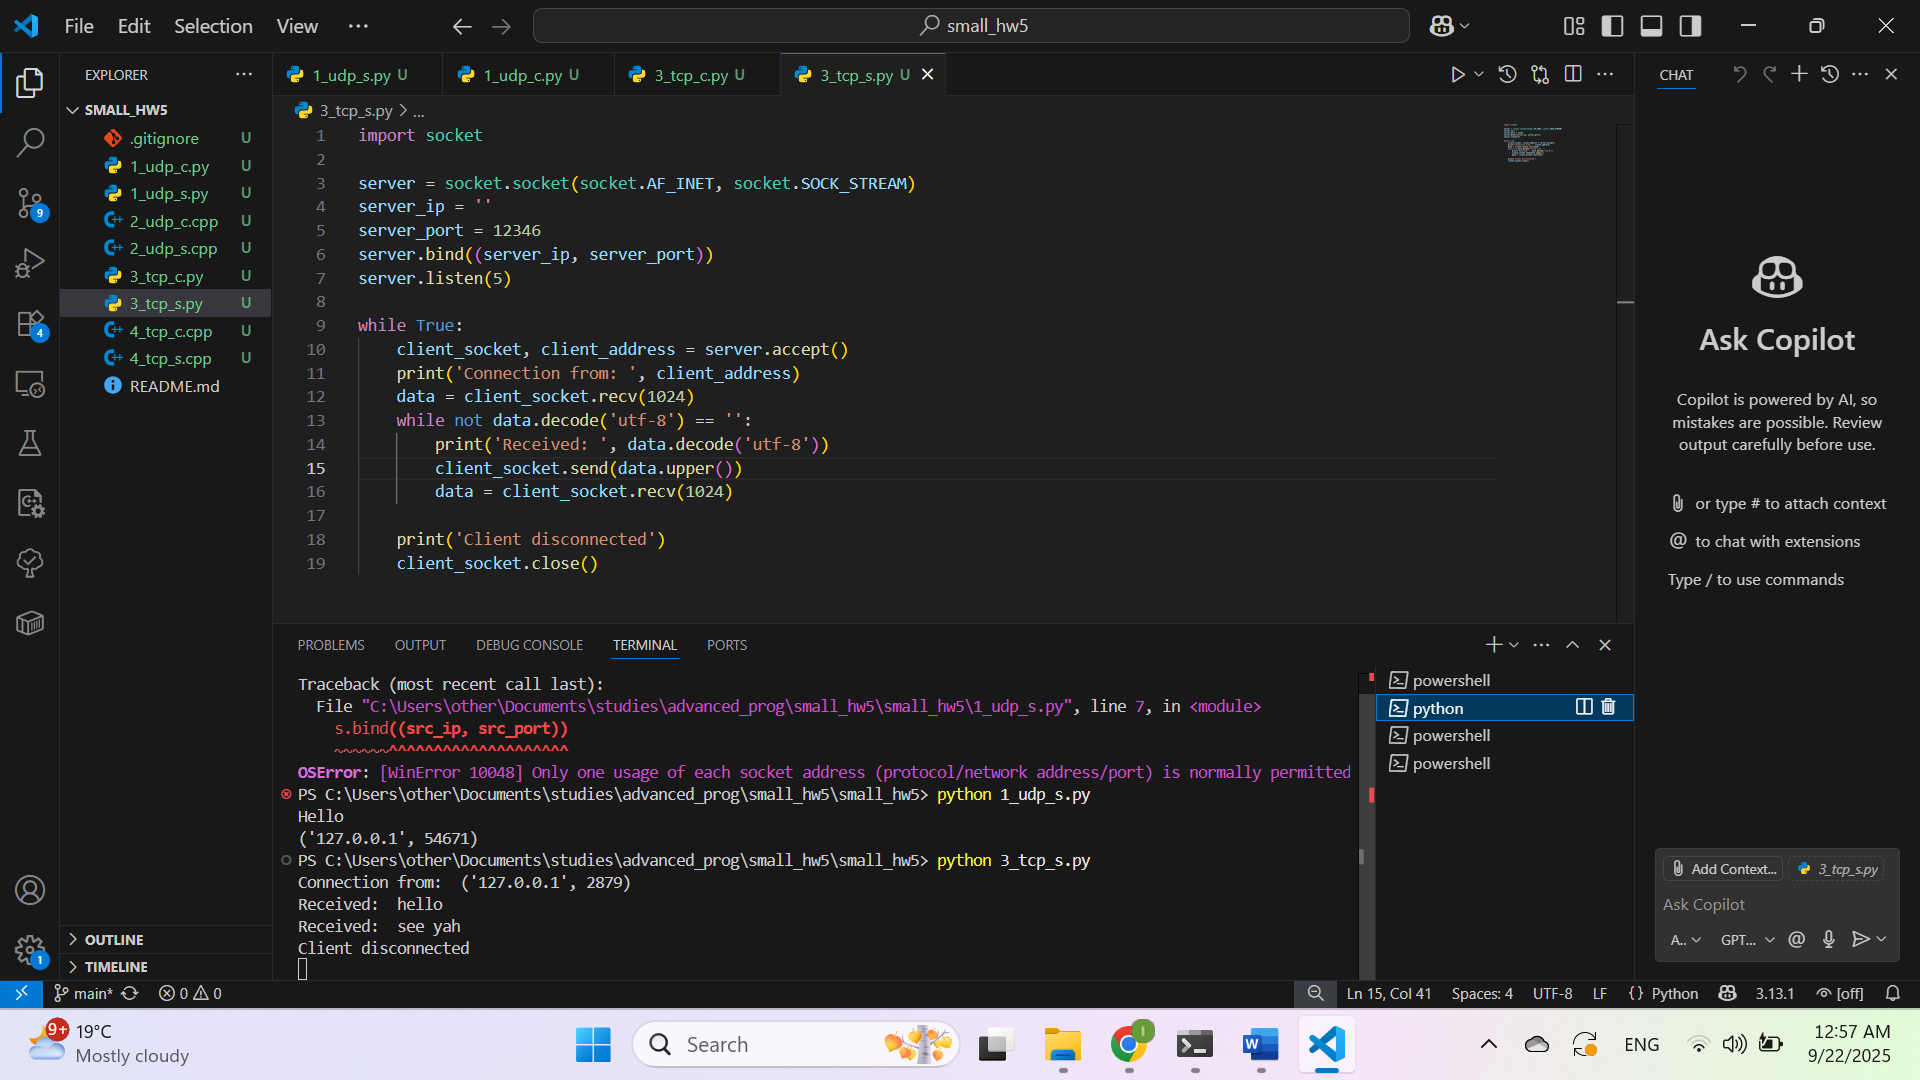 File Edit Selection View ··· small_hw5
EXPLORER ···
SMALL_HW5
.gitignore U
1_udp_c.py U
1_udp_s.py U
2_udp_c.cpp U
2_udp_s.cpp U
3_tcp_c.py U
3_tcp_s.py U
4_tcp_c.cpp U
4_tcp_s.cpp U
README.md
OUTLINE
TIMELINE
9
4
1
1_udp_s.py U 1_udp_c.py U 3_tcp_c.py U 3_tcp_s.py U
3_tcp_s.py > ...
1 import socket
2
3 server = socket.socket(socket.AF_INET, socket.SOCK_STREAM)
4 server_ip = ''
5 server_port = 12346
6 server.bind((server_ip, server_port))
7 server.listen(5)
8
9 while True:
10 client_socket, client_address = server.accept()
11 print('Connection from: ', client_address)
12 data = client_socket.recv(1024)
13 while not data.decode('utf-8') == '':
14 print('Received: ', data.decode('utf-8'))
15 client_socket.send(data.upper())
16 data = client_socket.recv(1024)
17
18 print('Client disconnected')
19 client_socket.close()
PROBLEMS OUTPUT DEBUG CONSOLE TERMINAL PORTS
Traceback (most recent call last):
File "C:\Users\other\Documents\studies\advanced_prog\small_hw5\small_hw5\1_udp_s.py", line 7, in <module>
s.bind((src_ip, src_port))
~~~~~~^^^^^^^^^^^^^^^^^^^^
OSError: [WinError 10048] Only one usage of each socket address (protocol/network address/port) is normally permitted
PS C:\Users\other\Documents\studies\advanced_prog\small_hw5\small_hw5> python 1_udp_s.py
Hello
('127.0.0.1', 54671)
PS C:\Users\other\Documents\studies\advanced_prog\small_hw5\small_hw5> python 3_tcp_s.py
Connection from:  ('127.0.0.1', 2879)
Received:  hello
Received:  see yah
Client disconnected
powershell
python
powershell
powershell
CHAT
Ask Copilot
Copilot is powered by AI, so
mistakes are possible. Review
output carefully before use.
or type # to attach context
@ to chat with extensions
Type / to use commands
Add Context... 3_tcp_s.py
Ask Copilot
A.. GPT... @
main* 0 0 Ln 15, Col 41 Spaces: 4 UTF-8 LF {} Python 3.13.1 [off]
9+ 19°C
Mostly cloudy
Search
ENG
12:57 AM
9/22/2025